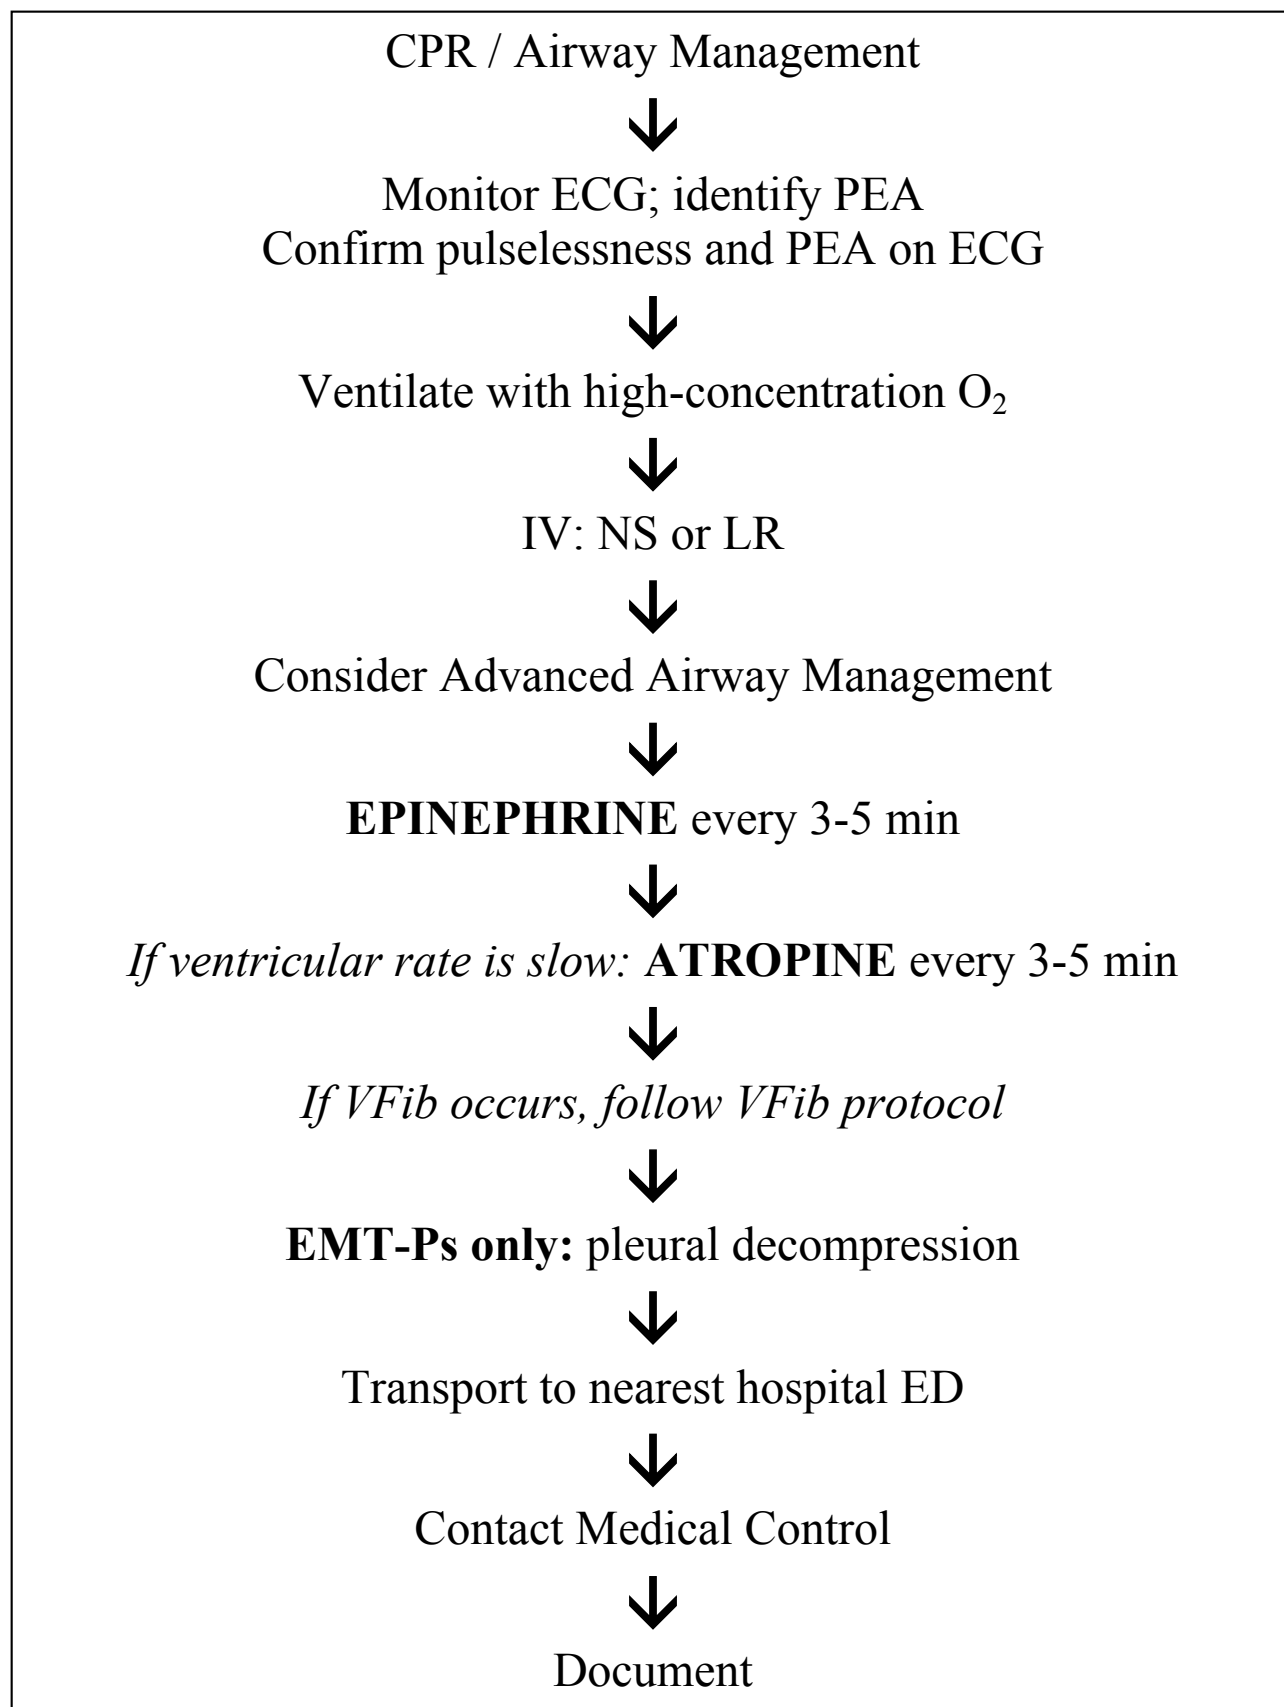 CPR / Airway Management
Monitor ECG; identify PEA
Confirm pulselessness and PEA on ECG
Ventilate with high-concentration O₂
IV: NS or LR
Consider Advanced Airway Management
EPINEPHRINE every 3-5 min
If ventricular rate is slow: ATROPINE every 3-5 min
If VFib occurs, follow VFib protocol
EMT-Ps only: pleural decompression
Transport to nearest hospital ED
Contact Medical Control
Document